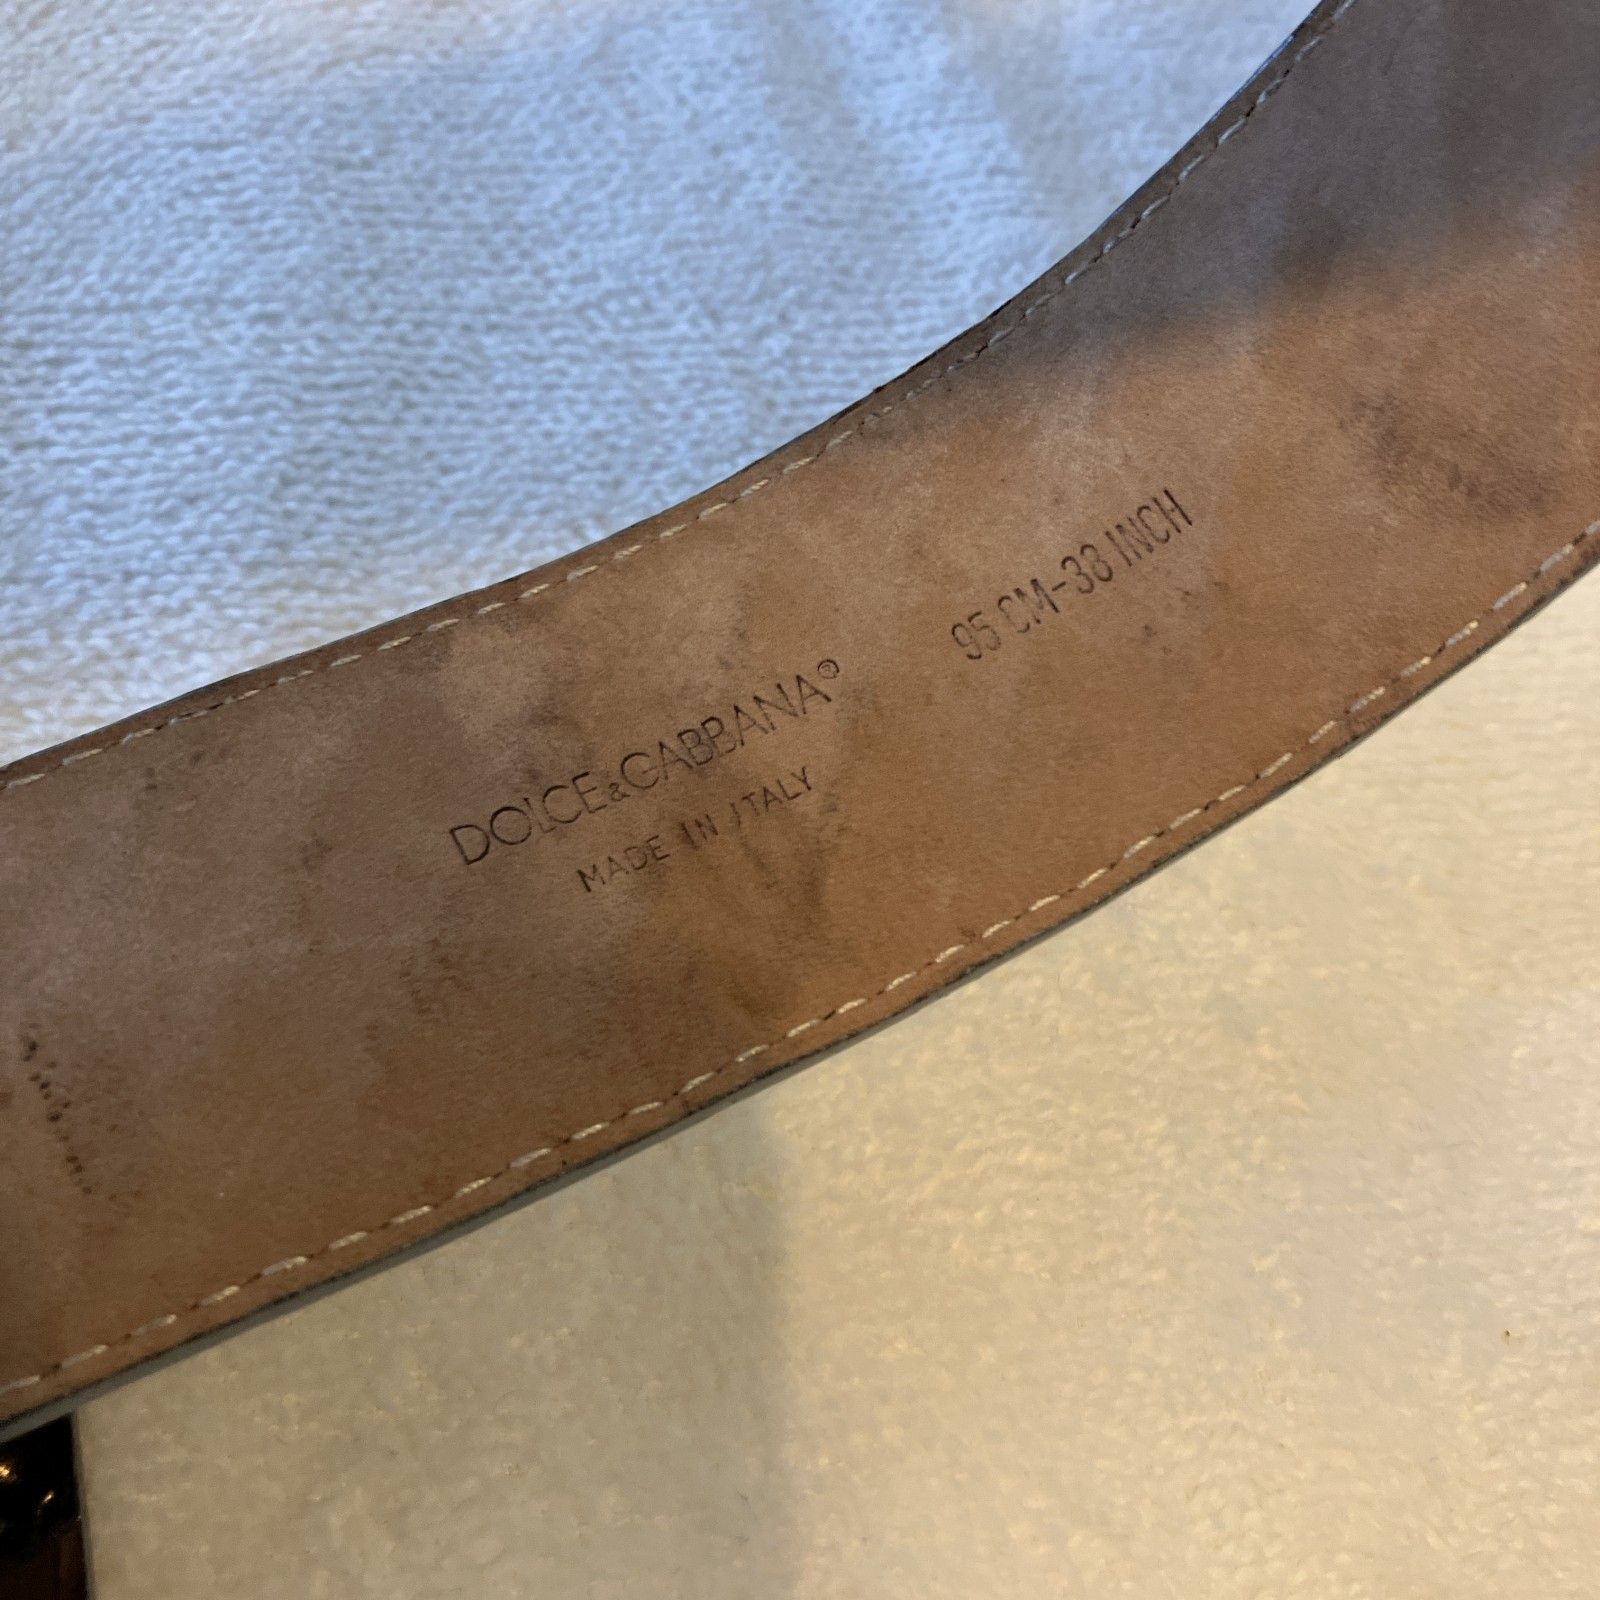 DOLCE&GABBANA®
MADE IN ITALY
95 CM-38 INCH